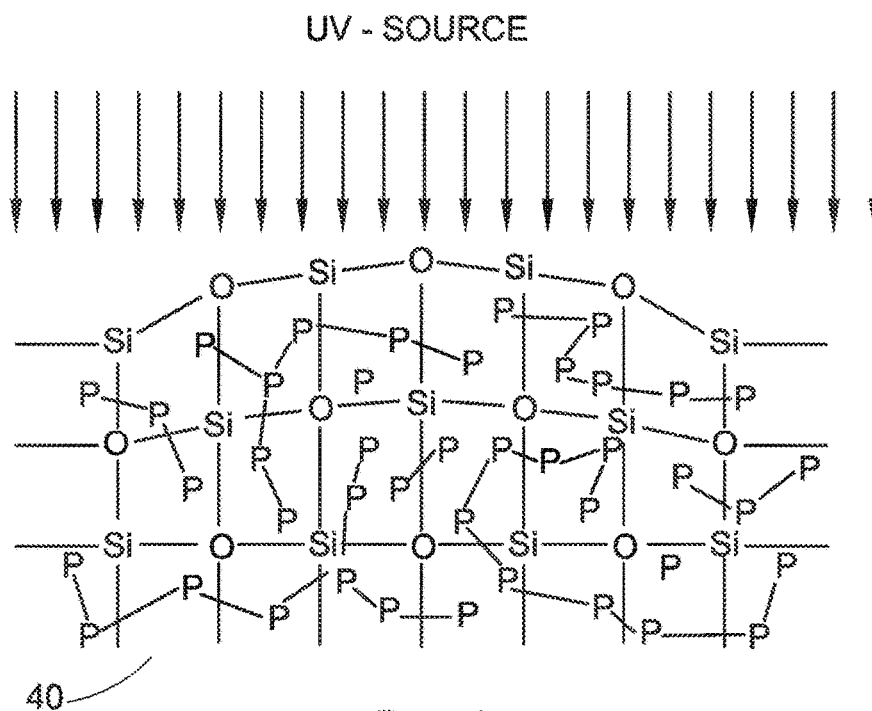 UV - SOURCE
Si O Si O Si O Si
P P P P P P
P P P P P P P P
O Si O Si O Si O
P P P P P P P
P P P P
P P P P
Si O Si O Si O Si
P P P P P
P P P P P
P P P
40